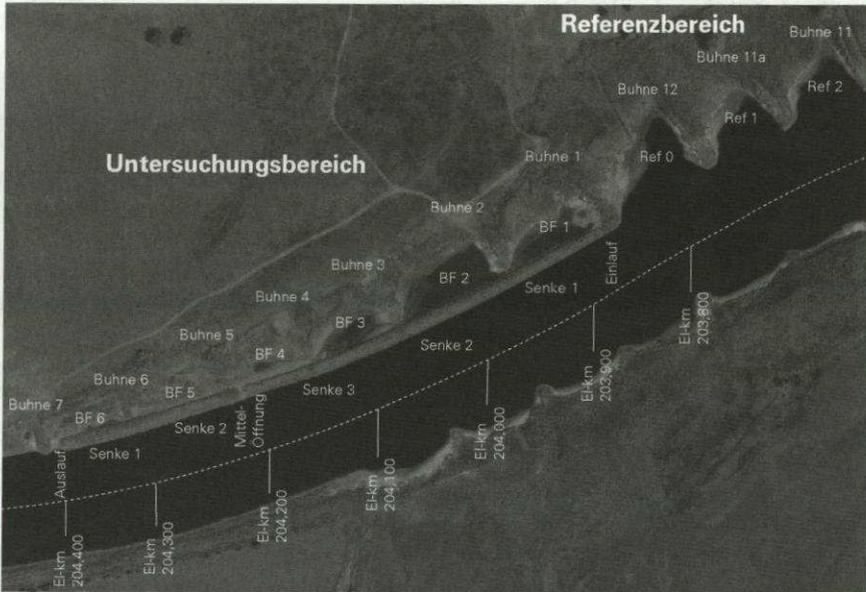 Referenzbereich
Buhne 11
Buhne 11a
Buhne 12
Ref 2
Ref 1
Ref 0
Untersuchungsbereich
Buhne 1
Buhne 2
BF 1
Einlauf
Buhne 3
BF 2
Senke 1
Buhne 4
El-km
203,800
Buhne 5
BF 3
Senke 2
El-km
203,900
BF 4
Buhne 6
BF 5
Senke 3
El-km
204,000
Buhne 7
BF 6
Senke 2
Mittel-
Öffnung
El-km
204,100
Senke 1
Auslauf
El-km
204,200
El-km
204,300
El-km
204,400